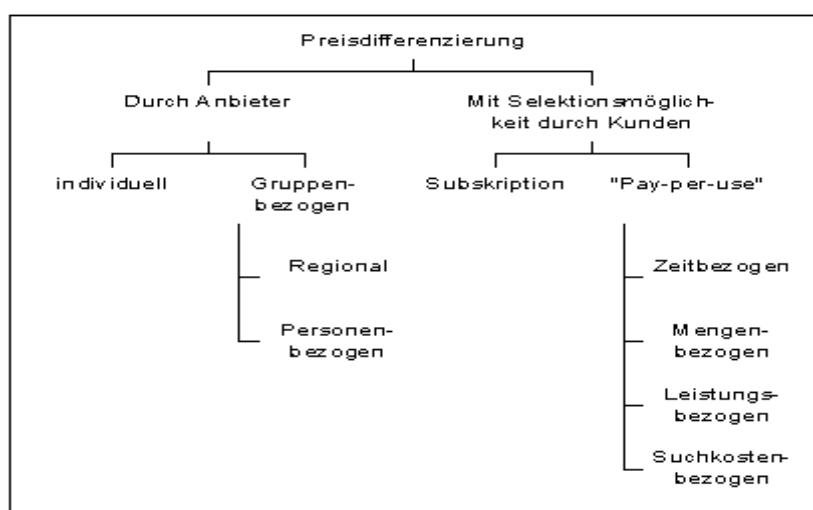 Preisdifferenzierung
Durch Anbieter
Mit Selektionsmöglich-
keit durch Kunden
individuell
Gruppen-
bezogen
Subskription
"Pay-per-use"
Regional
Personen-
bezogen
Zeitbezogen
Mengen-
bezogen
Leistungs-
bezogen
Suchkosten-
bezogen